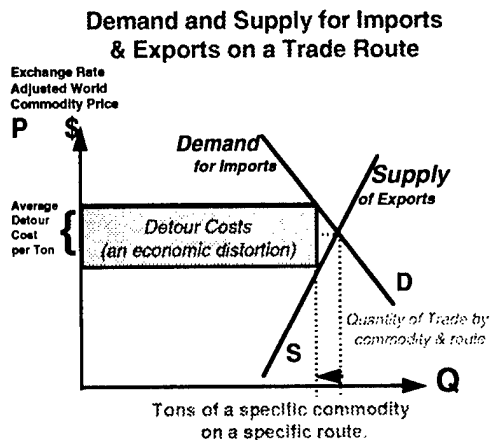 Demand and Supply for Imports
& Exports on a Trade Route
Exchange Rate
Adjusted World
Commodity Price
P $
Demand
for Imports
Supply
of Exports
Average
Detour
Cost
per Ton
{
Detour Costs
(an economic distortion)
D
Quantity of Trade by
commodity & route
S
Q
Tons of a specific commodity
on a specific route.